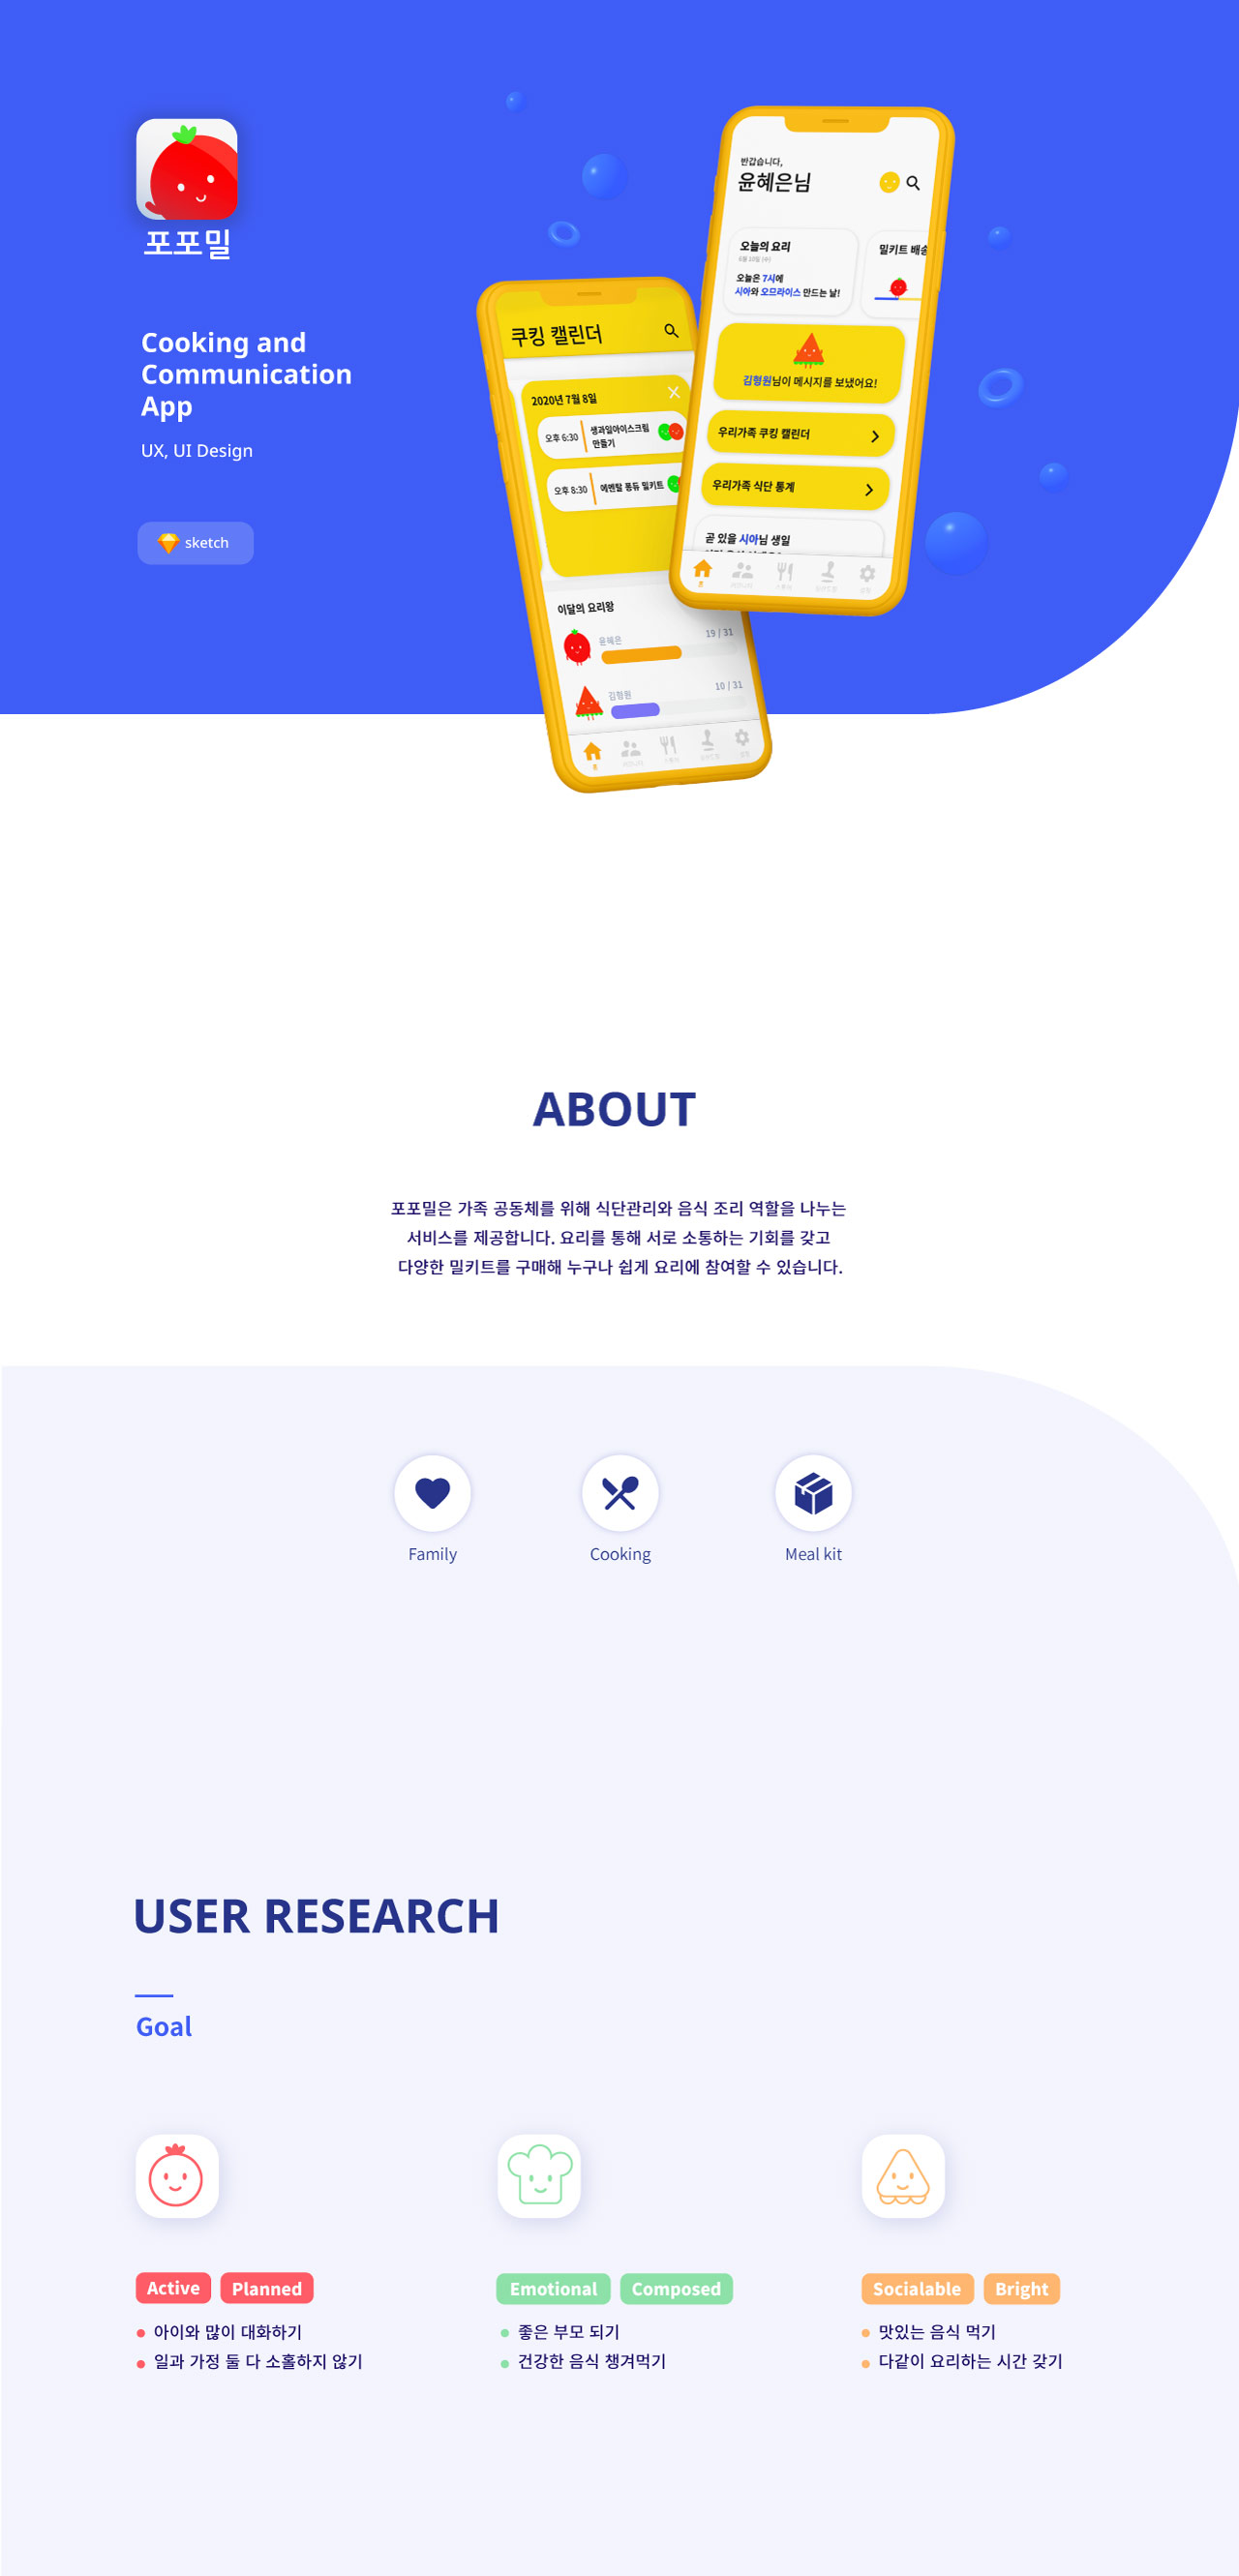 포포밀
Cooking and
Communication
App
UX, UI Design
sketch
쿠킹 캘린더
2020년 7월 8일
오후 6:30
생과일아이스크림
만들기
오후 8:30
에멘탈 퐁듀 밀키트
이달의 요리왕
윤혜은
19 / 31
김형원
10 / 31
홈
반갑습니다,
윤혜은님
오늘의 요리
6월 10일 (수)
오늘은 7시에
시아와 오므라이스 만드는 날!
밀키트 배송
김형원님이 메시지를 보냈어요!
우리가족 쿠킹 캘린더
우리가족 식단 통계
곧 있을 시아님 생일
홈
ABOUT
포포밀은 가족 공동체를 위해 식단관리와 음식 조리 역할을 나누는
서비스를 제공합니다. 요리를 통해 서로 소통하는 기회를 갖고
다양한 밀키트를 구매해 누구나 쉽게 요리에 참여할 수 있습니다.
Family
Cooking
Meal kit
USER RESEARCH
Goal
Active
Planned
아이와 많이 대화하기
일과 가정 둘 다 소홀하지 않기
Emotional
Composed
좋은 부모 되기
건강한 음식 챙겨먹기
Socialable
Bright
맛있는 음식 먹기
다같이 요리하는 시간 갖기